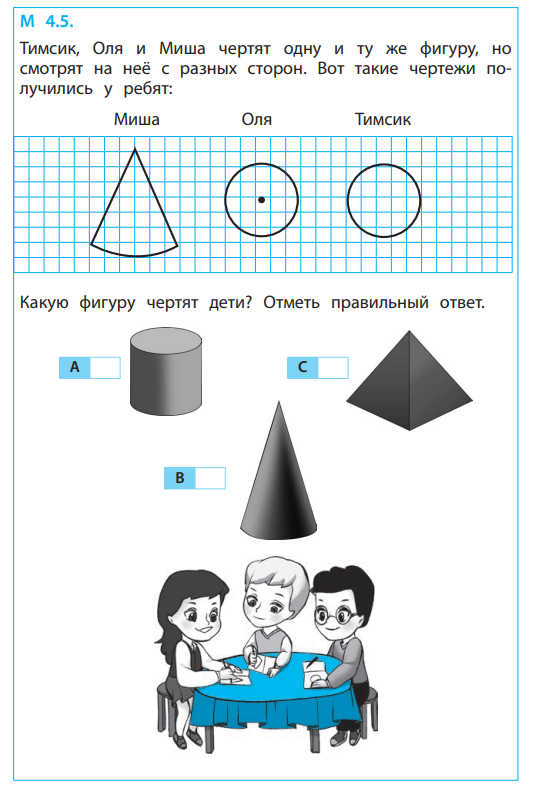 М 4.5.
Тимсик, Оля и Миша чертят одну и ту же фигуру, но
смотрят на неё с разных сторон. Вот такие чертежи по-
лучились у ребят:
Миша Оля Тимсик
Какую фигуру чертят дети? Отметь правильный ответ.
A
C
B